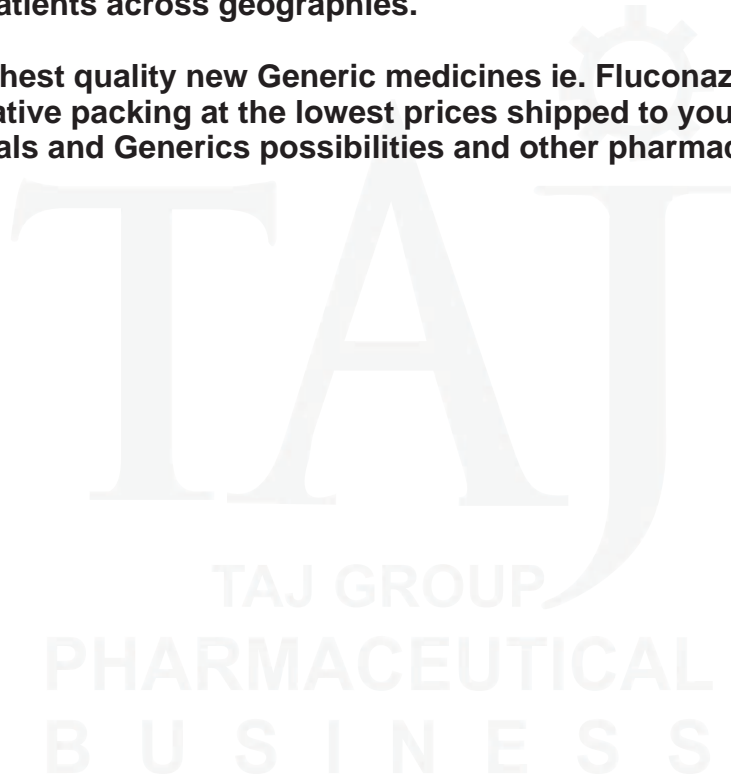 atients across geographies.
hest quality new Generic medicines ie. Fluconaz
ative packing at the lowest prices shipped to you
als and Generics possibilities and other pharmac
TAJ
TAJ GROUP
PHARMACEUTICAL
BUSINESS